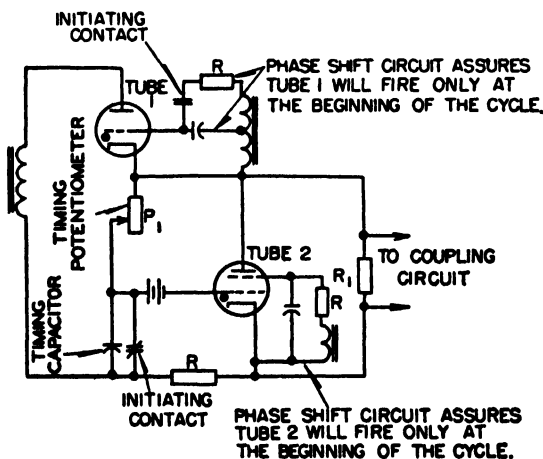 INITIATING
CONTACT
R
PHASE SHIFT CIRCUIT ASSURES
TUBE 1 WILL FIRE ONLY AT
THE BEGINNING OF THE CYCLE.
TUBE
1
TIMING
POTENTIOMETER
P1
TUBE 2
R1
TO COUPLING
CIRCUIT
R
TIMING
CAPACITOR
R
INITIATING
CONTACT
PHASE SHIFT CIRCUIT ASSURES
TUBE 2 WILL FIRE ONLY AT
THE BEGINNING OF THE CYCLE.